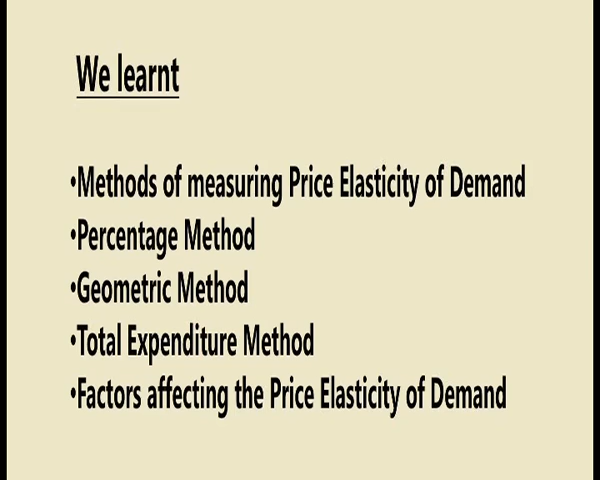 We learnt
•Methods of measuring Price Elasticity of Demand
•Percentage Method
•Geometric Method
•Total Expenditure Method
•Factors affecting the Price Elasticity of Demand